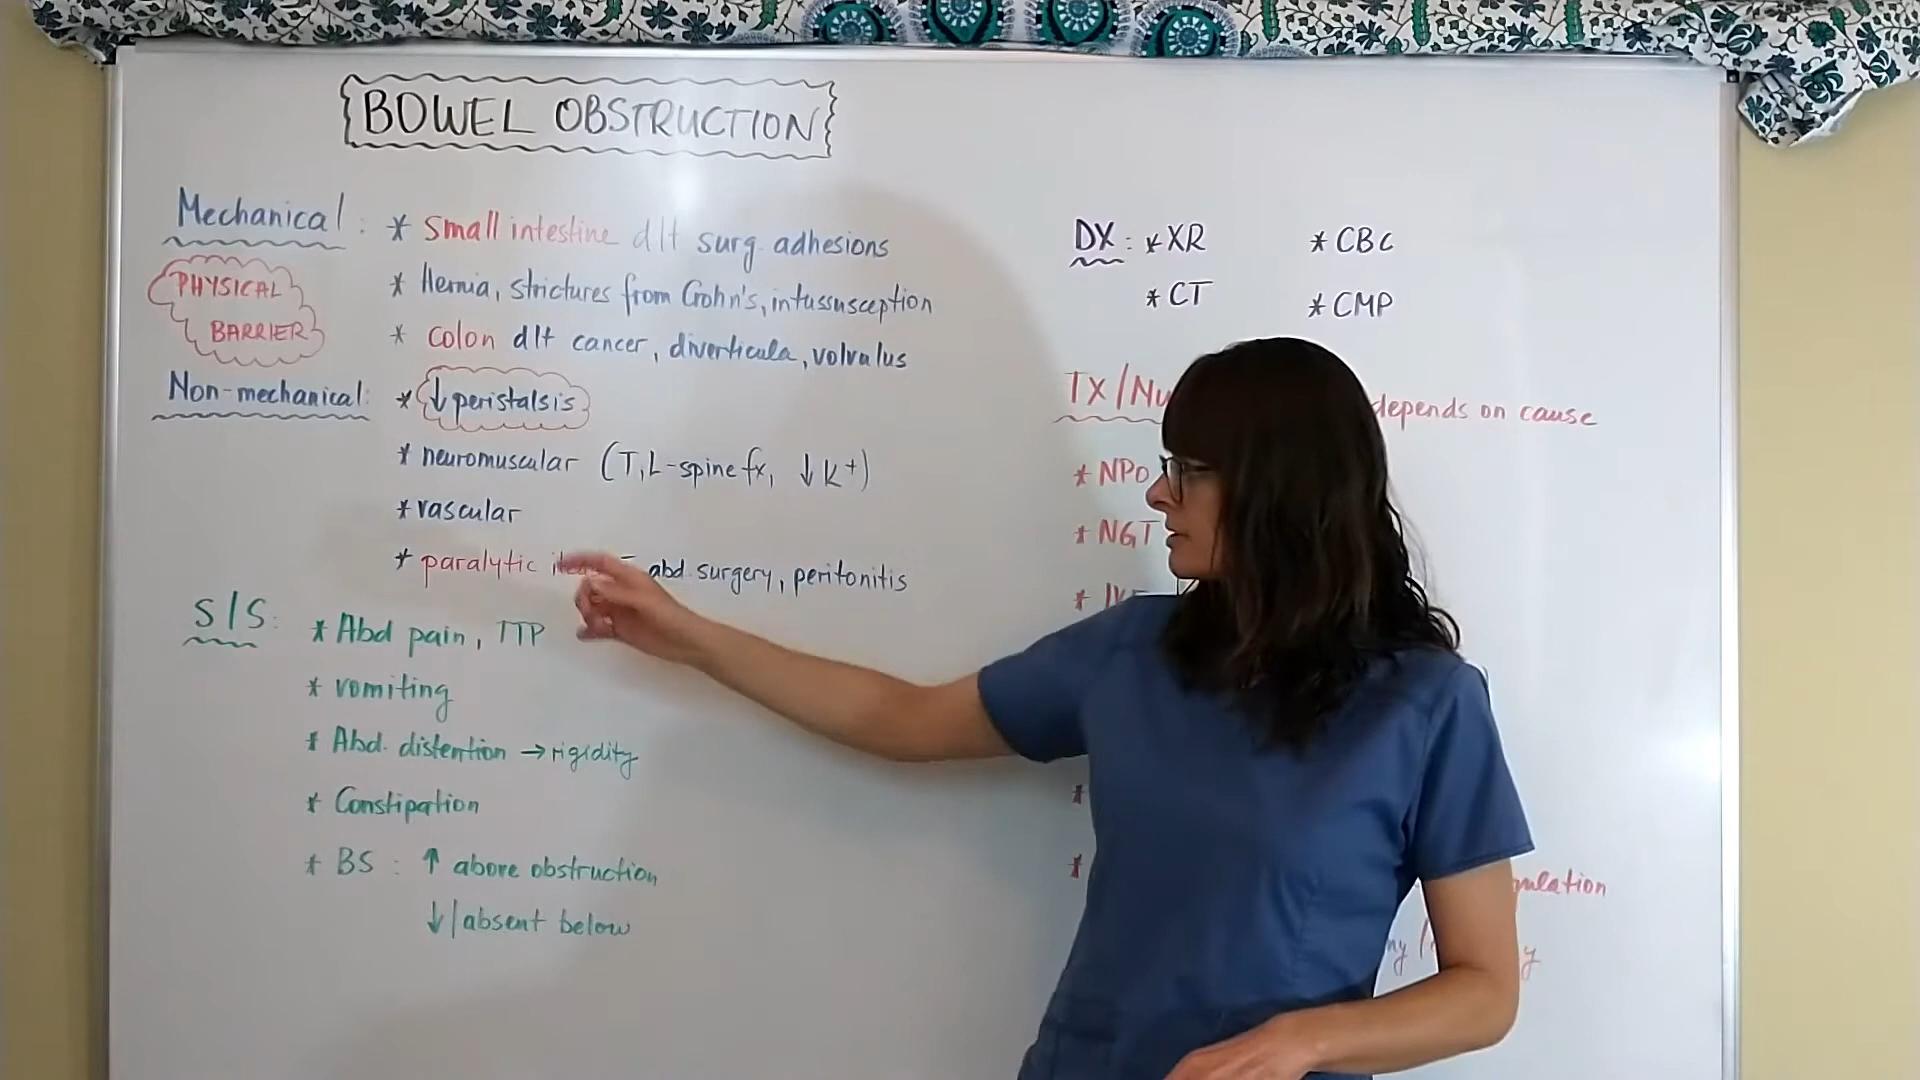 BOWEL OBSTRUCTION
Mechanical: * Small intestine d/t surg. adhesions
PHYSICAL
BARRIER
* Hernia, strictures from Crohn's, intussusception
* colon d/t cancer, diverticula, volvulus
Non-mechanical: * ↓ peristalsis
* neuromuscular (T, L-spine fx, ↓K+)
* vascular
* paralytic - abd. surgery, peritonitis
S/S: * Abd pain, TTP
* vomiting
* Abd. distention → rigidity
* Constipation
* BS: ↑ above obstruction
↓/absent below
DX: * XR * CBC
* CT * CMP
TX/Nu depends on cause
* NPO
* NGT
*
*
*